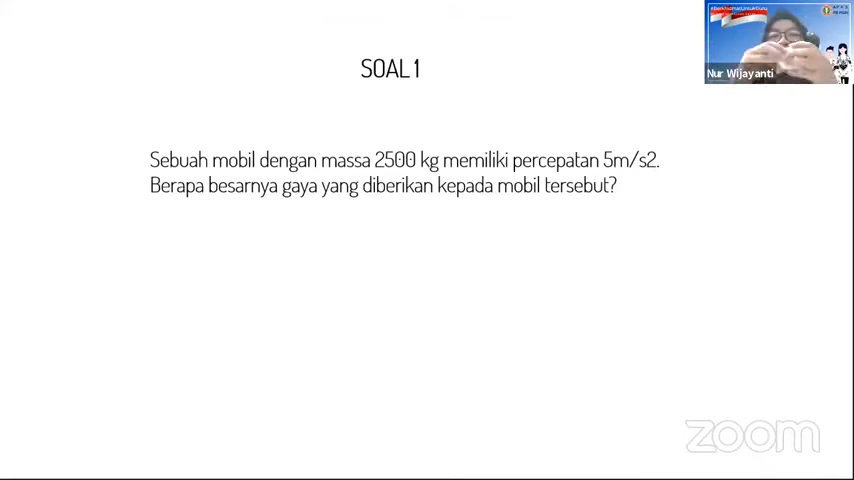 SOAL 1
Sebuah mobil dengan massa 2500 kg memiliki percepatan 5m/s2.
Berapa besarnya gaya yang diberikan kepada mobil tersebut?
Nur Wijayanti
zoom